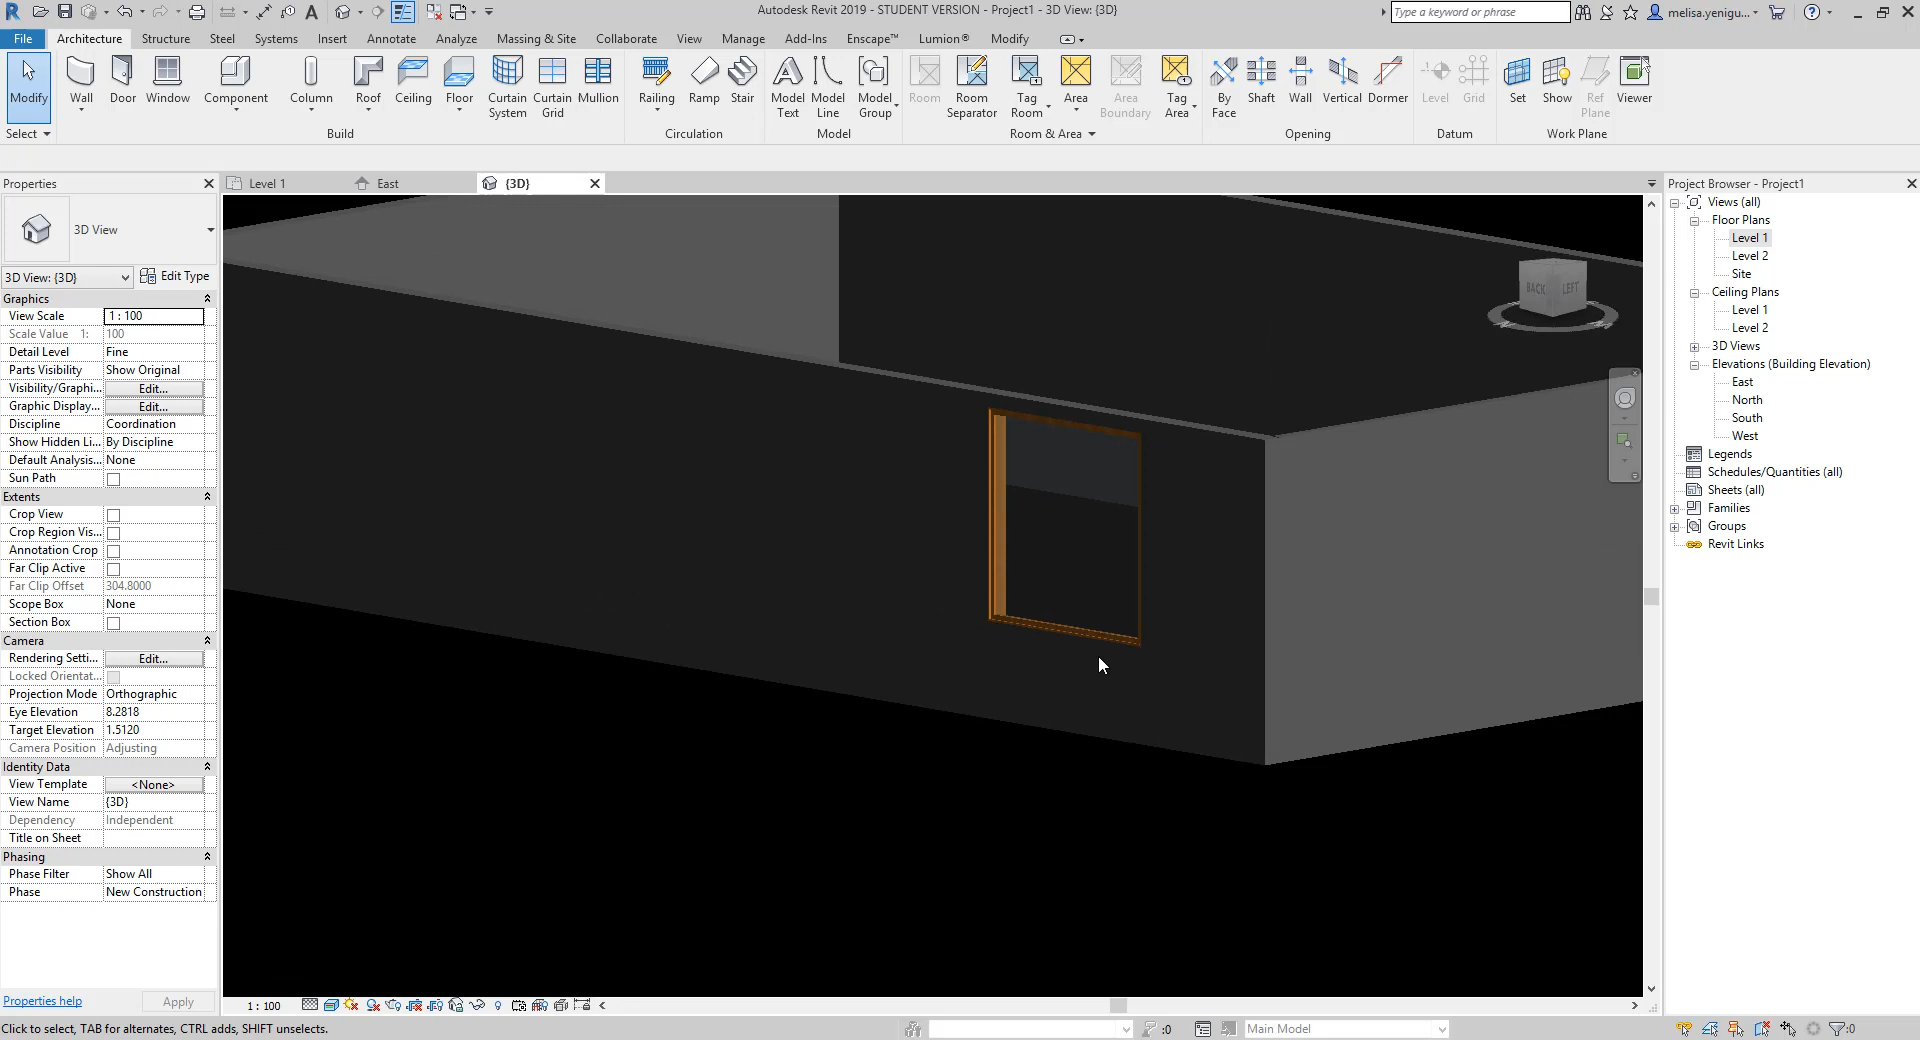 Autodesk Revit 2019 - STUDENT VERSION - Project1 - 3D View: {3D}
Type a keyword or phrase
melisa.yenigu...
File Architecture Structure Steel Systems Insert Annotate Analyze Massing & Site Collaborate View Manage Add-Ins Enscape™ Lumion® Modify
Modify Wall Door Window Component Column Roof Ceiling Floor Curtain System Curtain Grid Mullion Railing Ramp Stair Model Text Model Line Model Group Room Room Separator Tag Room Area Area Boundary Tag Area By Face Shaft Wall Vertical Dormer Level Grid Set Show Ref Plane Viewer
Select Build Circulation Model Room & Area Opening Datum Work Plane
Properties
Level 1 East {3D}
3D View
3D View: {3D} Edit Type
Graphics
View Scale 1 : 100
Scale Value 1: 100
Detail Level Fine
Parts Visibility Show Original
Visibility/Graphi... Edit...
Graphic Display... Edit...
Discipline Coordination
Show Hidden Li... By Discipline
Default Analysis... None
Sun Path
Extents
Crop View
Crop Region Vis...
Annotation Crop
Far Clip Active
Far Clip Offset 304.8000
Scope Box None
Section Box
Camera
Rendering Setti... Edit...
Locked Orientat...
Projection Mode Orthographic
Eye Elevation 8.2818
Target Elevation 1.5120
Camera Position Adjusting
Identity Data
View Template <None>
View Name {3D}
Dependency Independent
Title on Sheet
Phasing
Phase Filter Show All
Phase New Construction
Properties help Apply
BACK LEFT
Project Browser - Project1
Views (all)
Floor Plans
Level 1
Level 2
Site
Ceiling Plans
Level 1
Level 2
3D Views
Elevations (Building Elevation)
East
North
South
West
Legends
Schedules/Quantities (all)
Sheets (all)
Families
Groups
Revit Links
1 : 100
Click to select, TAB for alternates, CTRL adds, SHIFT unselects.
:0
Main Model
:0